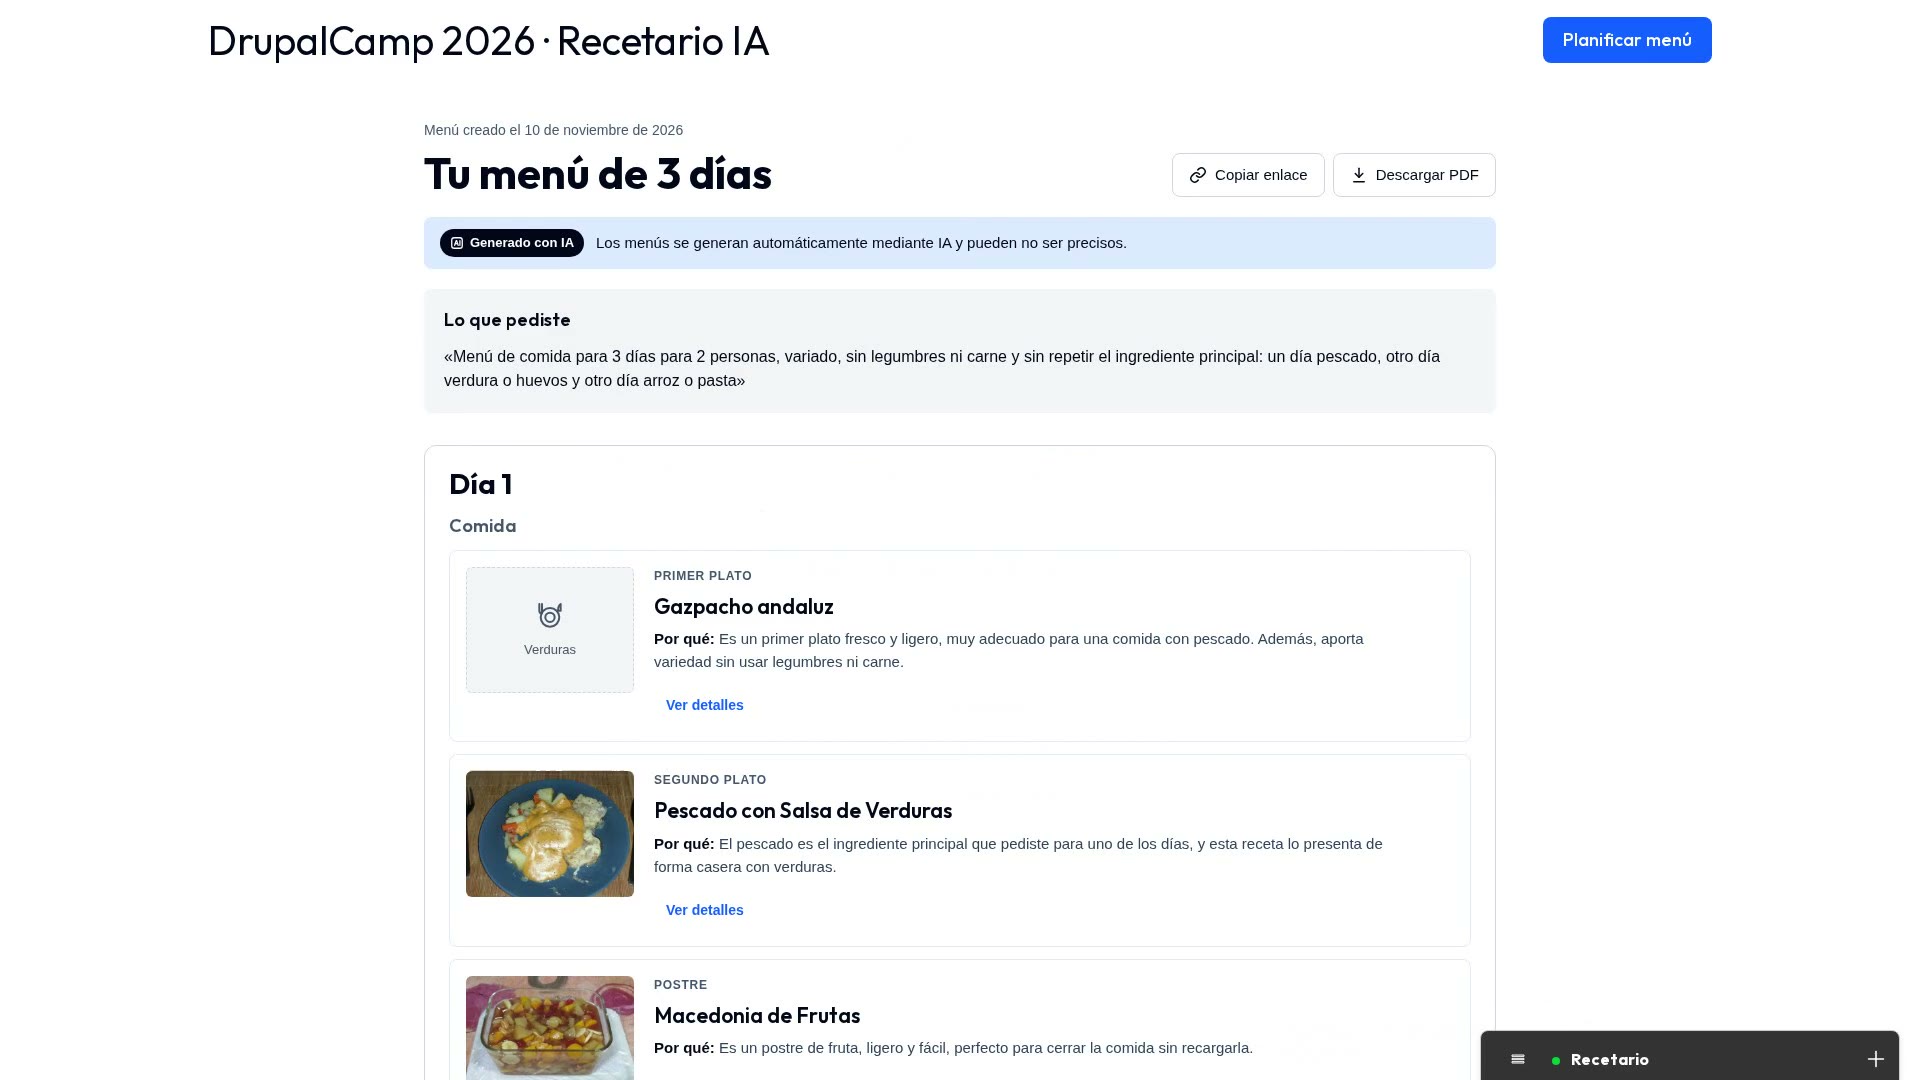 DrupalCamp 2026 · Recetario IA
Planificar menú
Menú creado el 10 de noviembre de 2026
Tu menú de 3 días
Copiar enlace
Descargar PDF
Generado con IA
Los menús se generan automáticamente mediante IA y pueden no ser precisos.
Lo que pediste
«Menú de comida para 3 días para 2 personas, variado, sin legumbres ni carne y sin repetir el ingrediente principal: un día pescado, otro día
verdura o huevos y otro día arroz o pasta»
Día 1
Comida
Verduras
PRIMER PLATO
Gazpacho andaluz
Por qué: Es un primer plato fresco y ligero, muy adecuado para una comida con pescado. Además, aporta
variedad sin usar legumbres ni carne.
Ver detalles
SEGUNDO PLATO
Pescado con Salsa de Verduras
Por qué: El pescado es el ingrediente principal que pediste para uno de los días, y esta receta lo presenta de
forma casera con verduras.
Ver detalles
POSTRE
Macedonia de Frutas
Por qué: Es un postre de fruta, ligero y fácil, perfecto para cerrar la comida sin recargarla.
Recetario